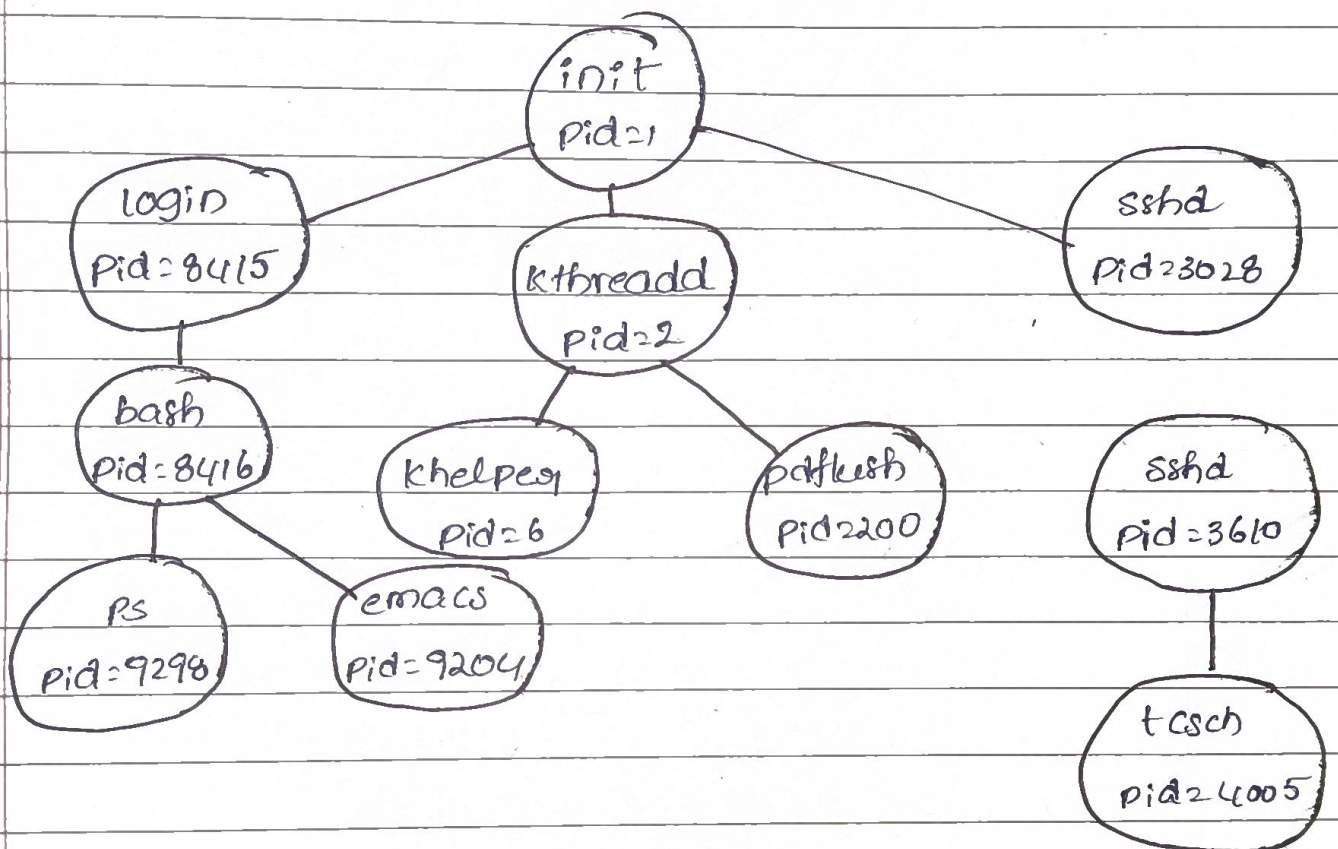 init
pid=1
login
Pid=8415
kthreadd
pid=2
sshd
Pid=3028
bash
Pid=8416
khelper
pid=6
pdflush
pid=200
sshd
pid=3610
ps
pid=9298
emacs
pid=9204
tcsch
pid=4005